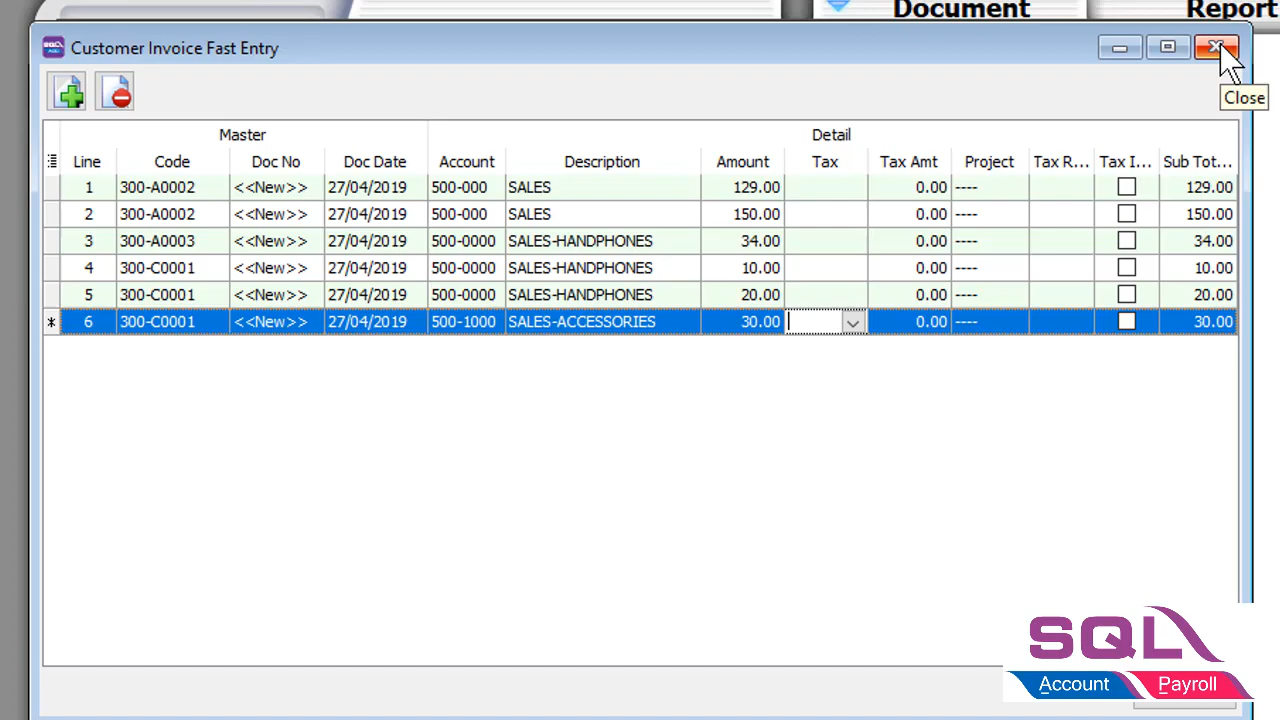 Document Report
Customer Invoice Fast Entry
Close
Master Detail
Line Code Doc No Doc Date Account Description Amount Tax Tax Amt Project Tax R... Tax I... Sub Tot...
1 300-A0002 <<New>> 27/04/2019 500-000 SALES 129.00 0.00 ---- 129.00
2 300-A0002 <<New>> 27/04/2019 500-000 SALES 150.00 0.00 ---- 150.00
3 300-A0003 <<New>> 27/04/2019 500-0000 SALES-HANDPHONES 34.00 0.00 ---- 34.00
4 300-C0001 <<New>> 27/04/2019 500-0000 SALES-HANDPHONES 10.00 0.00 ---- 10.00
5 300-C0001 <<New>> 27/04/2019 500-0000 SALES-HANDPHONES 20.00 0.00 ---- 20.00
* 6 300-C0001 <<New>> 27/04/2019 500-1000 SALES-ACCESSORIES 30.00 0.00 ---- 30.00
SQL
Account Payroll